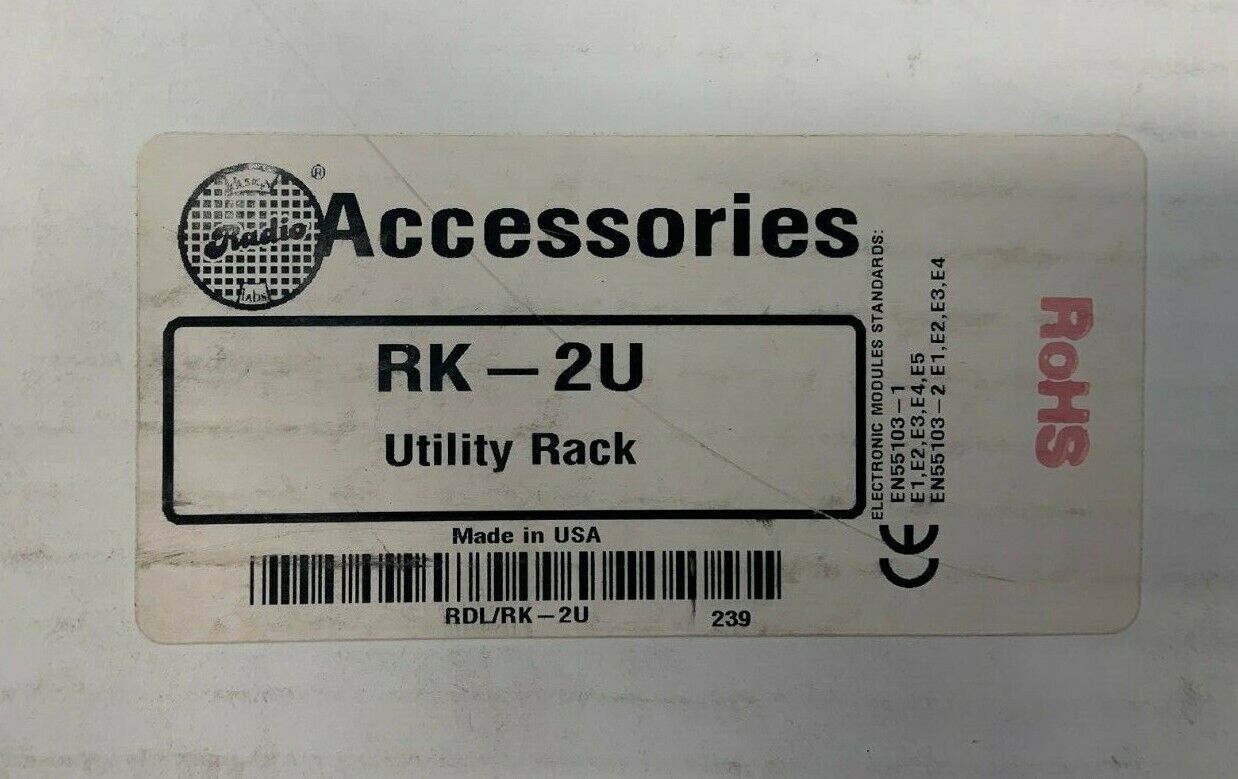 ®
Radio
Labs
Accessories
RK-2U
Utility Rack
Made in USA
RDL/RK-2U 239
ELECTRONIC MODULES STANDARDS:
EN55103-1
E1,E2,E3,E4,E5
EN55103-2 E1,E2,E3,E4
CE
RoHS